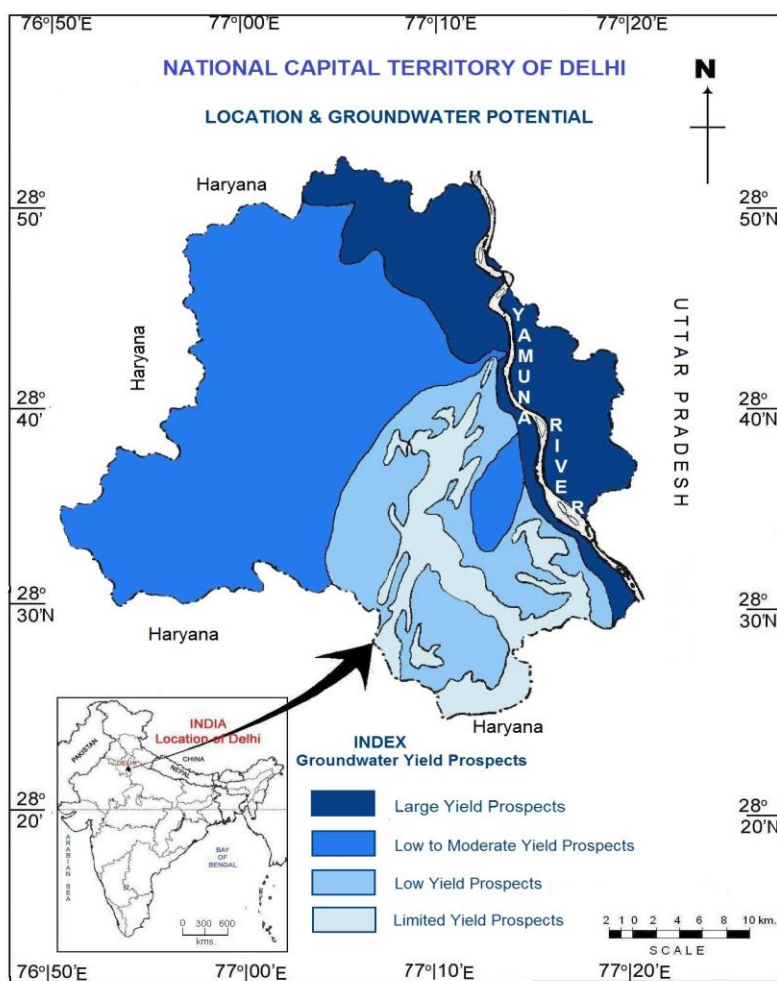 76°50' 77°00' 77°10' 77°20'
NATIONAL CAPITAL TERRITORY OF DELHI
N
LOCATION & GROUNDWATER POTENTIAL
Haryana
28°
50'
28°
50'N
Haryana
UTTAR PRADESH
YAMUNA
RIVER
28°
40'
28°
40'N
28°
30'N
28°
30'N
Haryana
Haryana
INDIA
Location of Delhi
PAKISTAN
DELHI
CHINA
NEPAL
ARABIAN SEA
BAY
OF
BENGAL
0 300 600
kms.
28°
20'
28°
20'N
INDEX
Groundwater Yield Prospects
Large Yield Prospects
Low to Moderate Yield Prospects
Low Yield Prospects
Limited Yield Prospects
2 1 0 2 4 6 8 10 km.
SCALE
76°50' 77°00' 77°10' 77°20'